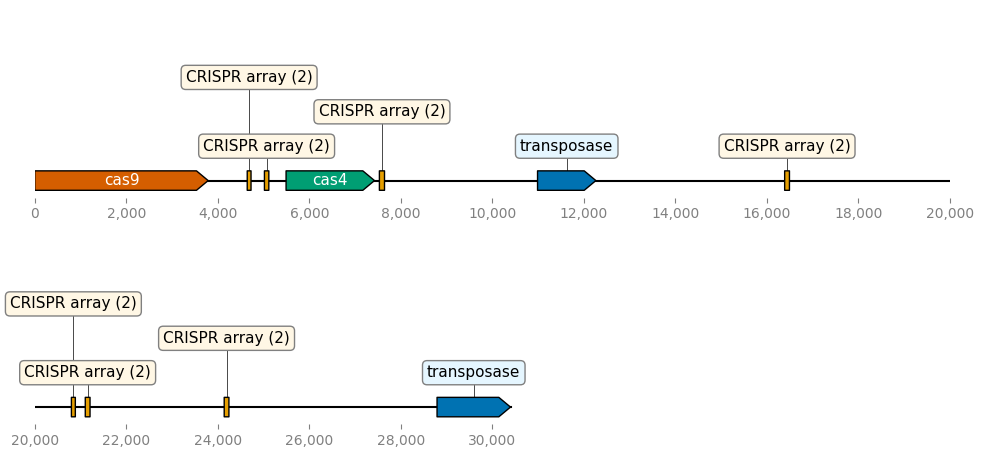 CRISPR array (2)
CRISPR array (2)
CRISPR array (2) transposase CRISPR array (2)
cas9 cas4
0 2,000 4,000 6,000 8,000 10,000 12,000 14,000 16,000 18,000 20,000
CRISPR array (2)
CRISPR array (2)
CRISPR array (2) transposase
20,000 22,000 24,000 26,000 28,000 30,000